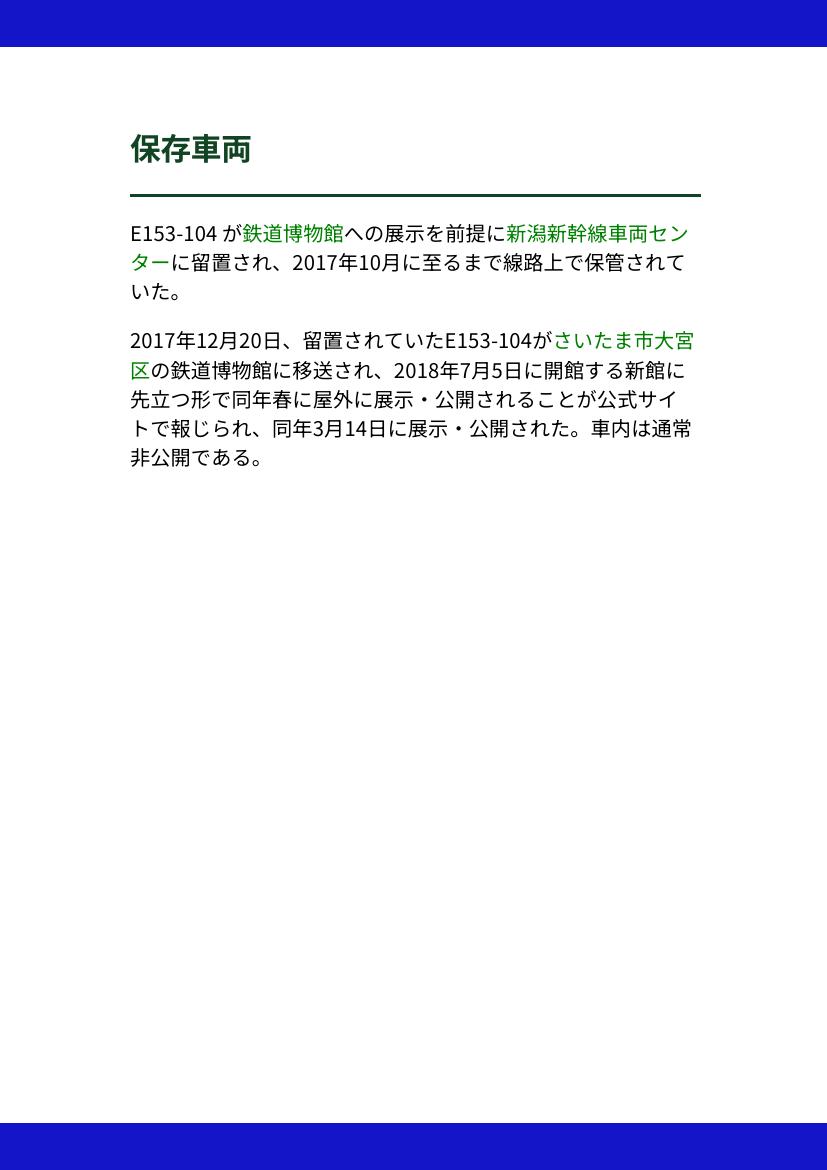 保存車両
E153-104 が鉄道博物館への展示を前提に新潟新幹線車両セン
ターに留置され、2017年10月に至るまで線路上で保管されて
いた。
2017年12月20日、留置されていたE153-104がさいたま市大宮
区の鉄道博物館に移送され、2018年7月5日に開館する新館に
先立つ形で同年春に屋外に展示・公開されることが公式サイ
トで報じられ、同年3月14日に展示・公開された。車内は通常
非公開である。